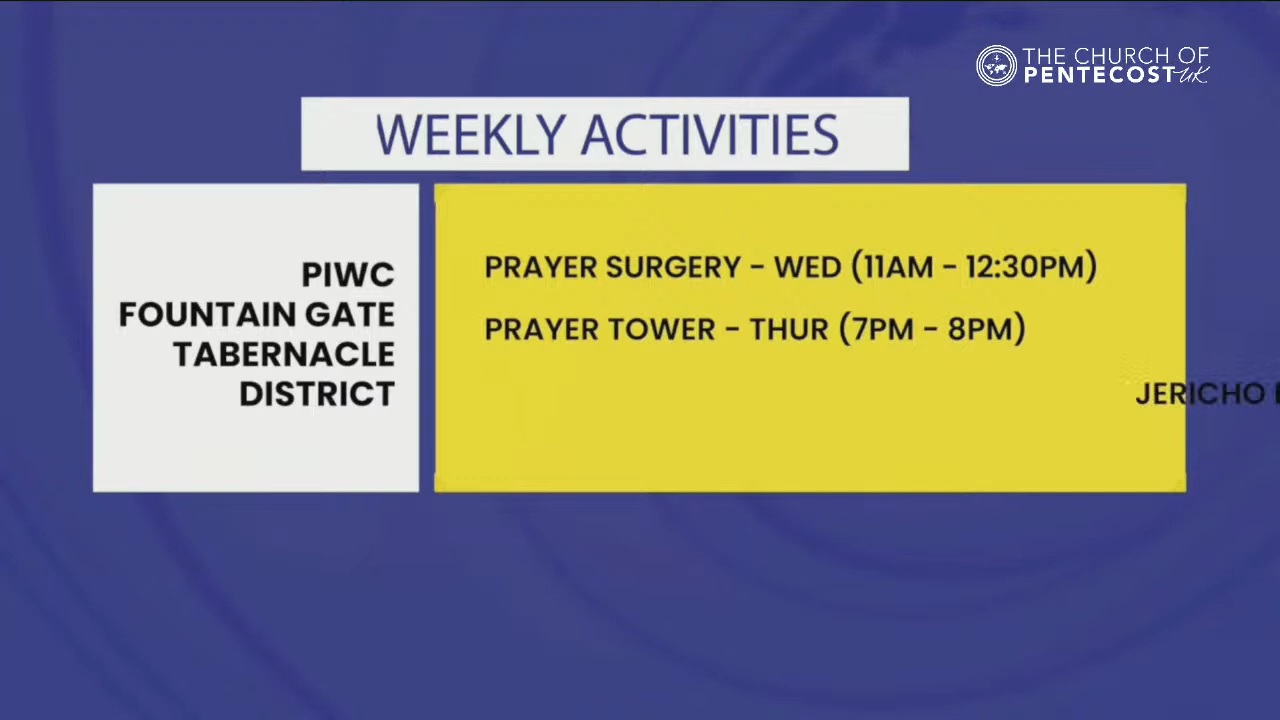 THE CHURCH OF
PENTECOST UK
WEEKLY ACTIVITIES
PIWC
FOUNTAIN GATE
TABERNACLE
DISTRICT
PRAYER SURGERY - WED (11AM - 12:30PM)
PRAYER TOWER - THUR (7PM - 8PM)
JERICHO